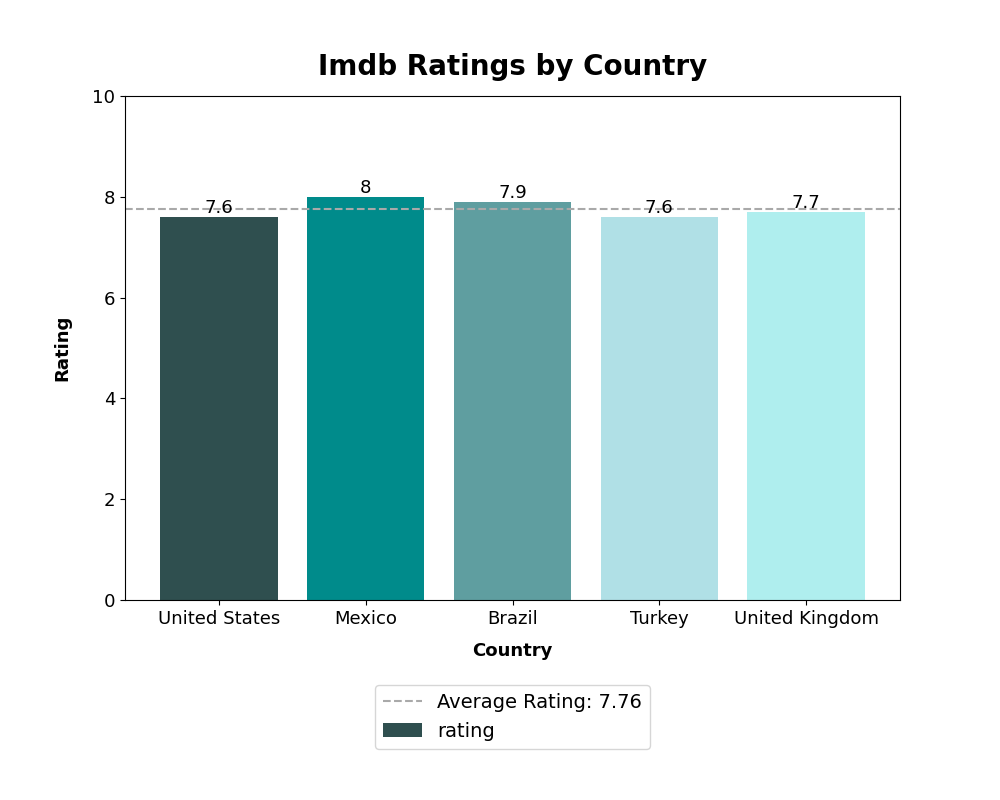 Imdb Ratings by Country
10
8
6
4
2
0
Rating
7.6
8
7.9
7.6
7.7
United States
Mexico
Brazil
Turkey
United Kingdom
Country
Average Rating: 7.76
rating